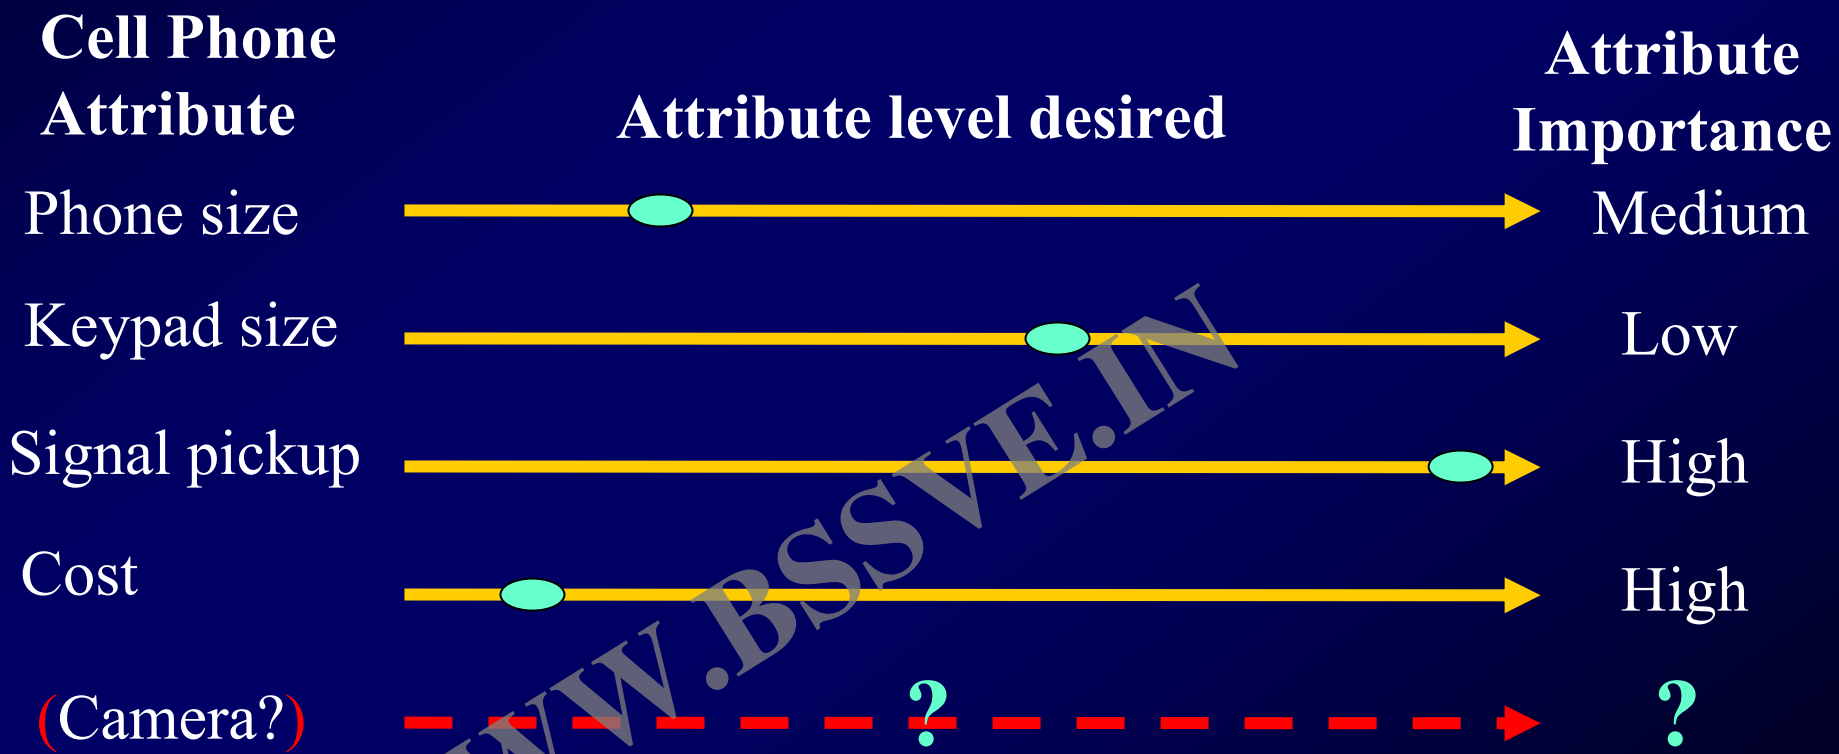 Cell Phone
Attribute
Attribute level desired
Attribute
Importance
Phone size
Medium
Keypad size
Low
Signal pickup
High
Cost
High
(Camera?)
?
?
WW.BSSVE.IN